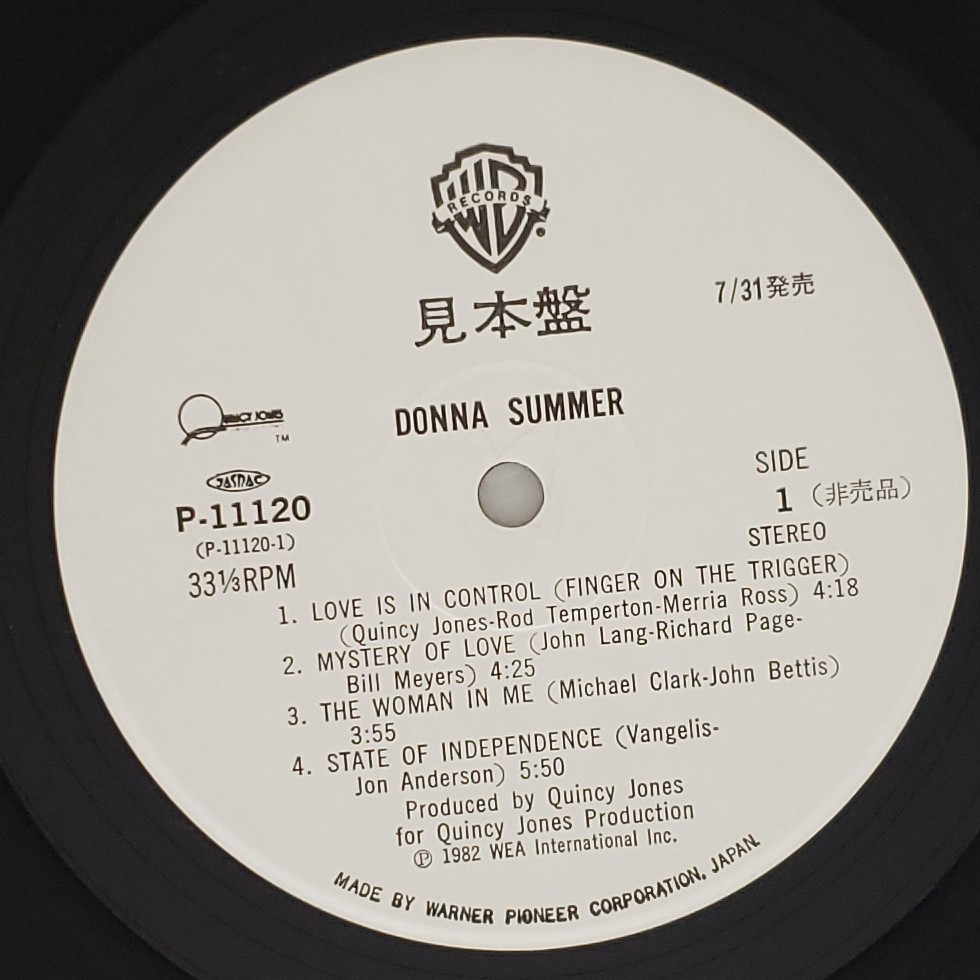 WB
RECORDS
®
見本盤
7/31発売
QUINCY JONES
TM
DONNA SUMMER
JASRAC
P-11120
(P-11120-1)
33⅓RPM
SIDE
1 (非売品)
STEREO
1. LOVE IS IN CONTROL (FINGER ON THE TRIGGER)
(Quincy Jones-Rod Temperton-Merria Ross) 4:18
2. MYSTERY OF LOVE (John Lang-Richard Page-
Bill Meyers) 4:25
3. THE WOMAN IN ME (Michael Clark-John Bettis)
3:55
4. STATE OF INDEPENDENCE (Vangelis-
Jon Anderson) 5:50
Produced by Quincy Jones
for Quincy Jones Production
Ⓟ 1982 WEA International Inc.
MADE BY WARNER PIONEER CORPORATION, JAPAN.